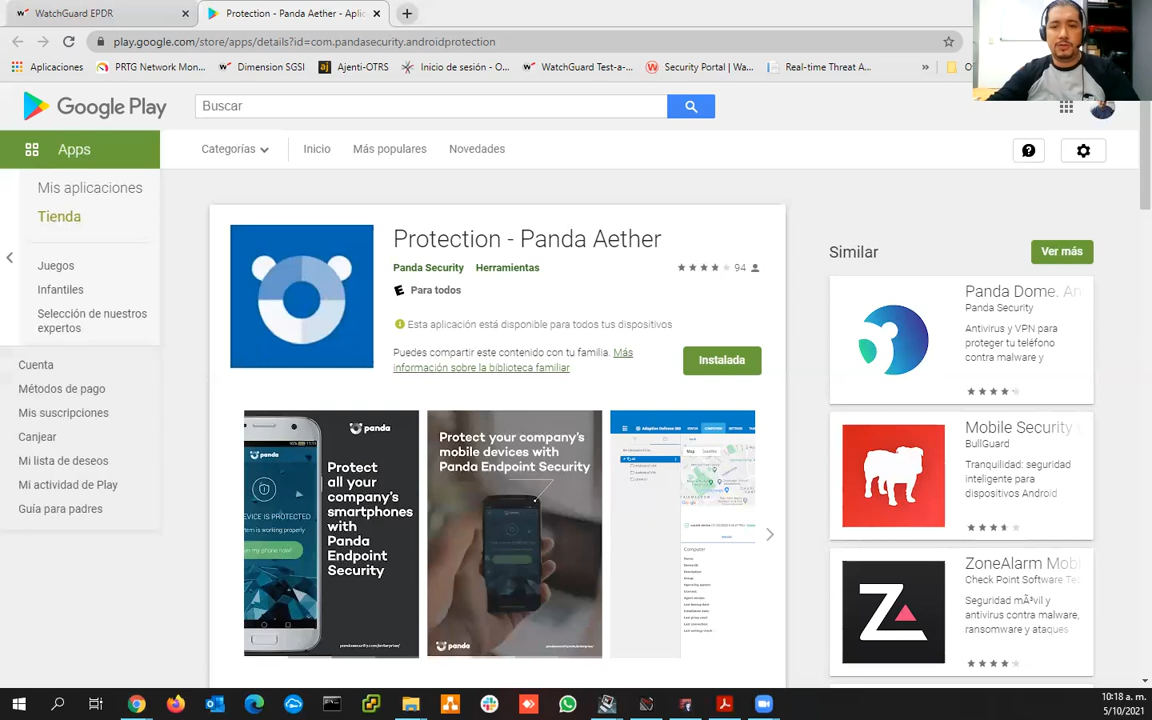 WatchGuard EPDR
Protection - Panda Aether - Aplic
play.google.com/store/apps/details?id=com.pandasecurity.androidprotection
Aplicaciones
PRTG Network Mon...
Dimension SGSI
Ajenti-OTRS
Inicio de sesión - O...
WatchGuard Test-a-...
Security Portal | Wa...
Real-time Threat A...
»
Google Play
Buscar
Apps
Categorías
Inicio
Más populares
Novedades
Mis aplicaciones
Tienda
Juegos
Infantiles
Selección de nuestros
expertos
Cuenta
Métodos de pago
Mis suscripciones
Canjear
Mi lista de deseos
Mi actividad de Play
Guía para padres
Protection - Panda Aether
Panda Security Herramientas
94
Para todos
Esta aplicación está disponible para todos tus dispositivos
Puedes compartir este contenido con tu familia. Más
información sobre la biblioteca familiar
Instalada
panda
Protect
all your
company's
smartphones
with
Panda
Endpoint
Security
Protect your company's
mobile devices with
Panda Endpoint Security
panda
Similar
Ver más
Panda Dome. An
Panda Security
Antivirus y VPN para
proteger tu teléfono
contra malware y
Mobile Security
BullGuard
Tranquilidad: seguridad
inteligente para
dispositivos Android
ZoneAlarm Mobi
Check Point Software Te
Seguridad mÃ³vil y
antivirus contra malware,
ransomware y ataques
10:18 a. m.
5/10/2021